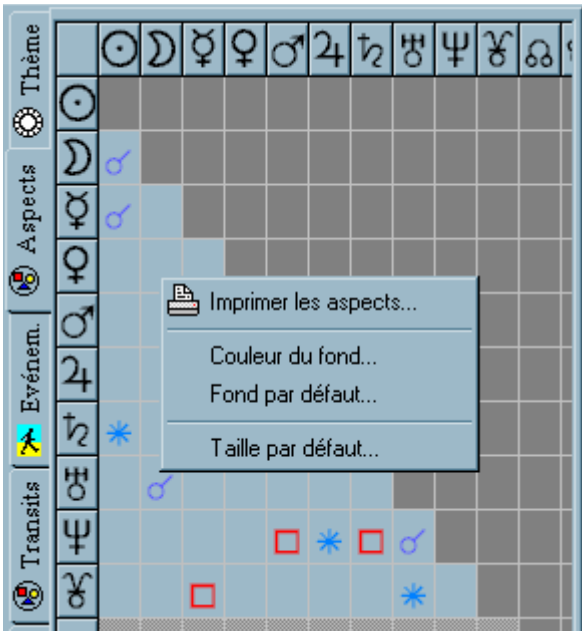 Thème
Aspects
Evénem.
Transits
Imprimer les aspects...
Couleur du fond...
Fond par défaut...
Taille par défaut...